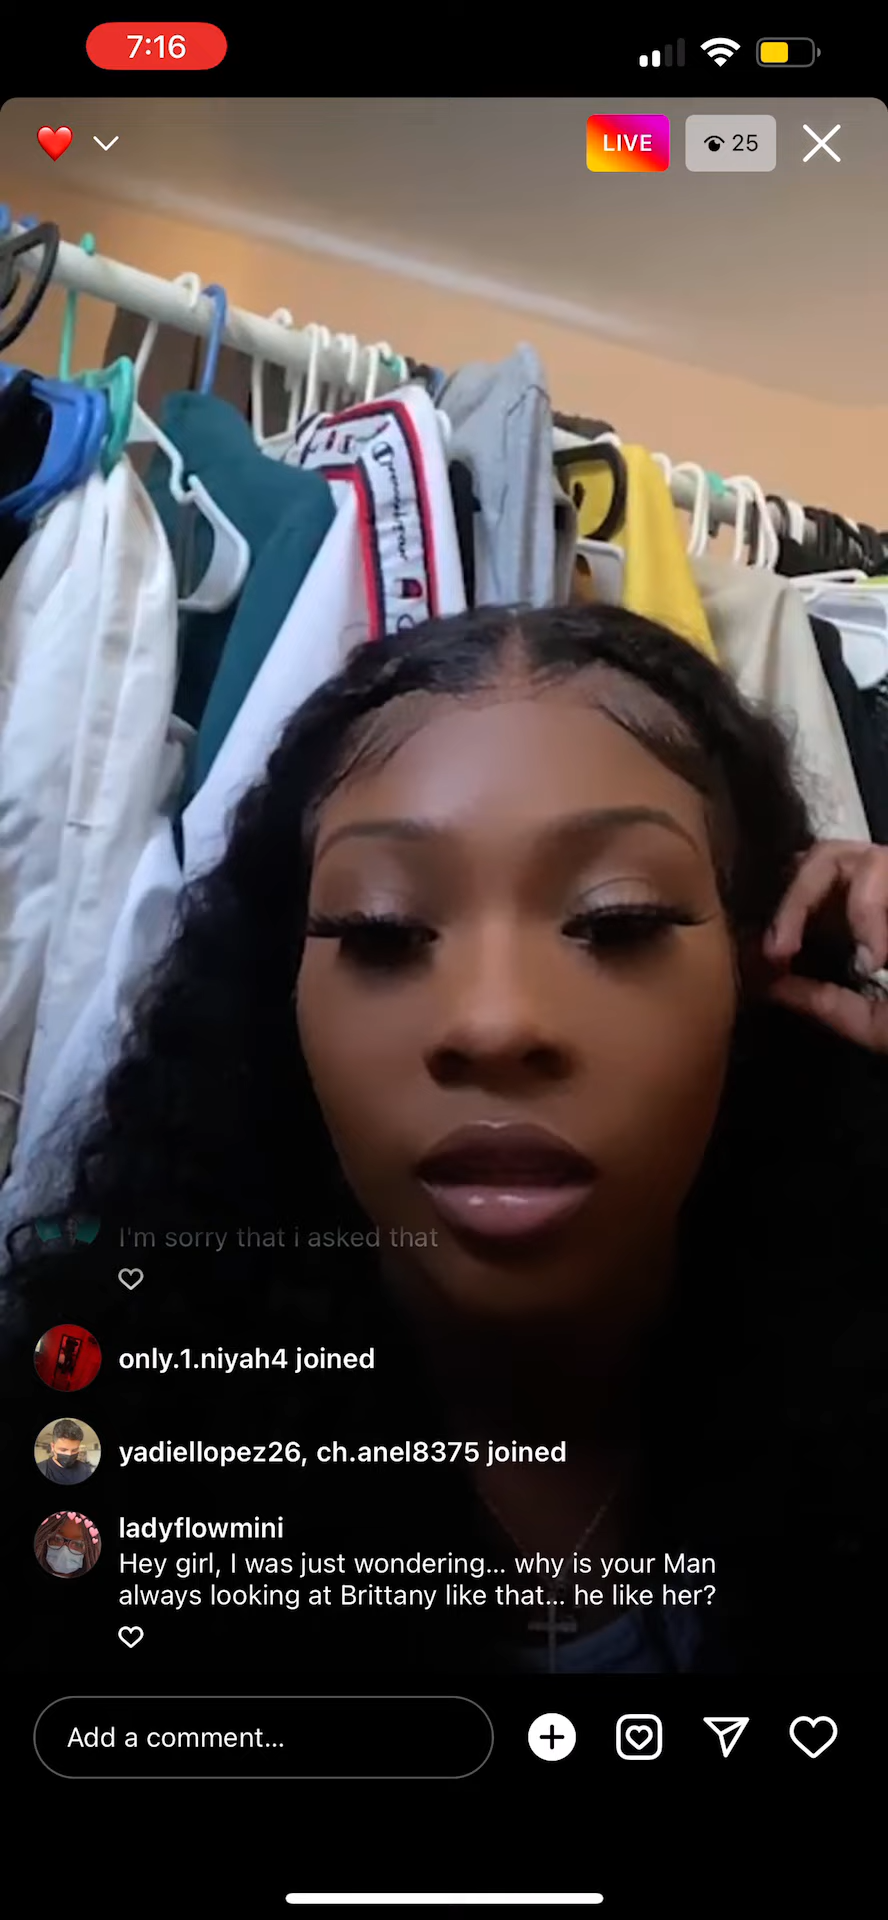 7:16
LIVE
25
Champion
I'm sorry that i asked that
only.1.niyah4 joined
yadiellopez26, ch.anel8375 joined
ladyflowmini
Hey girl, I was just wondering... why is your Man
always looking at Brittany like that... he like her?
Add a comment...